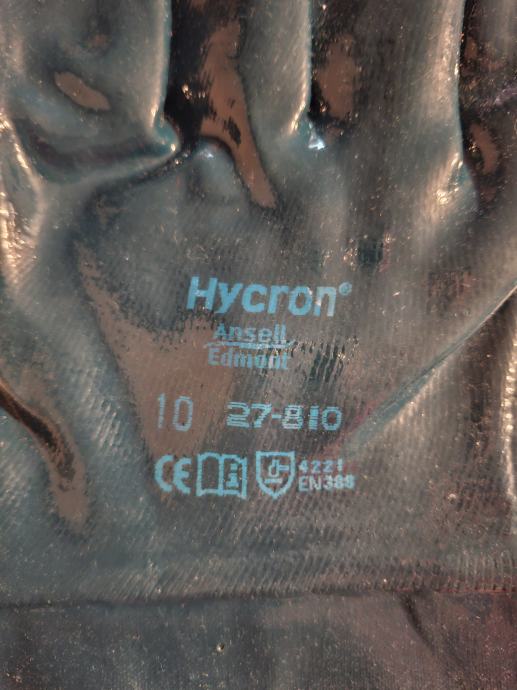 Hycron®
Ansell
Edmont
10 27-810
CE i 4221
EN388